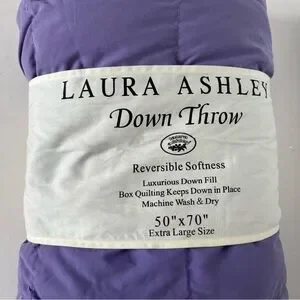 LAURA ASHLEY
Down Throw
Reversible Softness
Luxurious Down Fill
Box Quilting Keeps Down in Place
Machine Wash & Dry
50"x70"
Extra Large Size